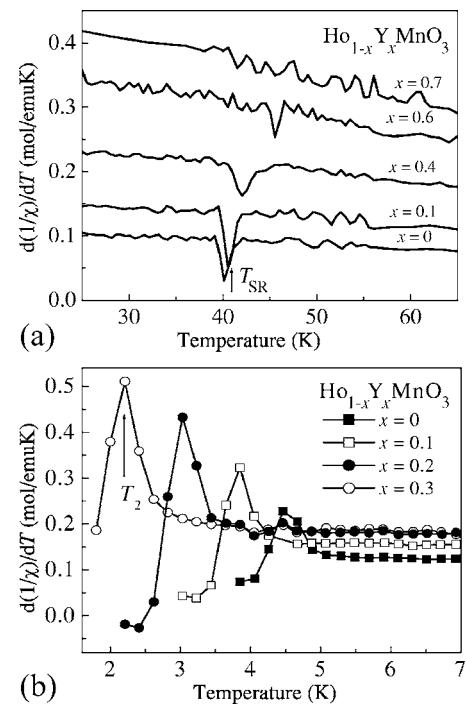 Ho1-xYxMnO3
x = 0.7
x = 0.6
x = 0.4
x = 0.1
x = 0
TSR
d(1/χ)/dT (mol/emuK)
0.4
0.3
0.2
0.1
0.0
30 40 50 60
Temperature (K)
(a)
Ho1-xYxMnO3
x = 0
x = 0.1
x = 0.2
x = 0.3
T2
d(1/χ)/dT (mol/emuK)
0.5
0.4
0.3
0.2
0.1
0.0
2 3 4 5 6 7
Temperature (K)
(b)